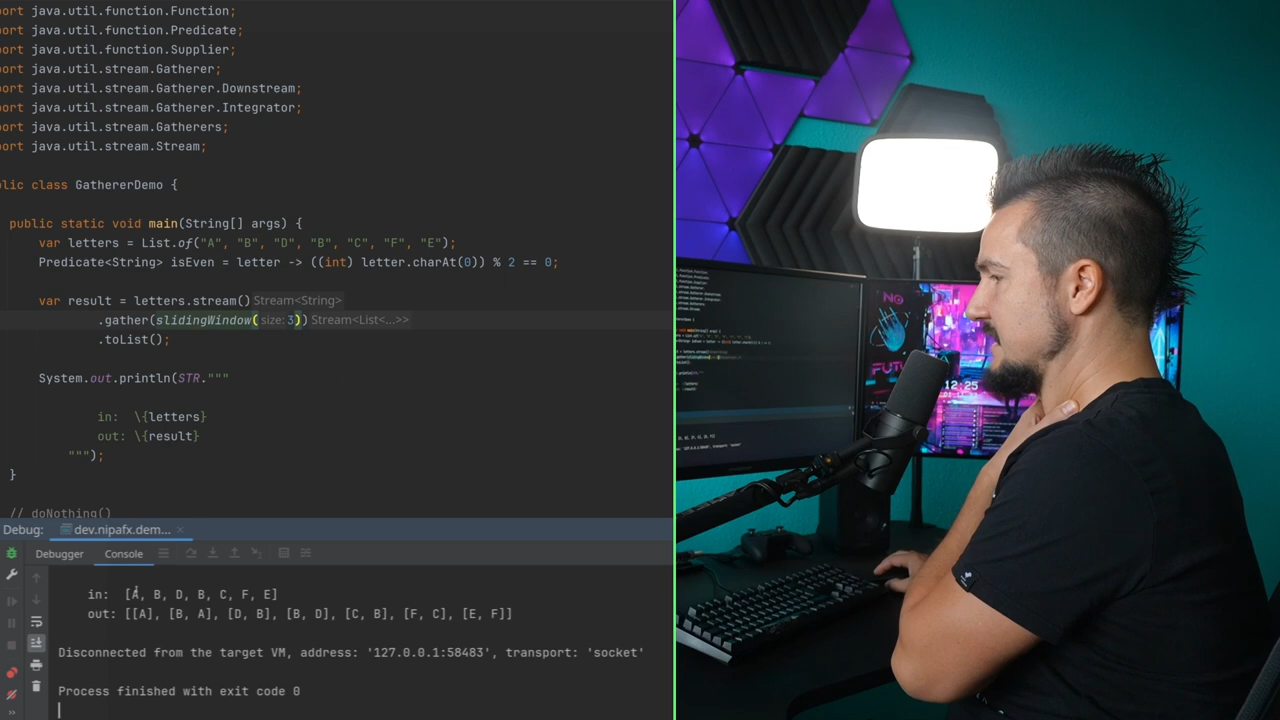 ort java.util.function.Function;
ort java.util.function.Predicate;
ort java.util.function.Supplier;
ort java.util.stream.Gatherer;
ort java.util.stream.Gatherer.Downstream;
ort java.util.stream.Gatherer.Integrator;
ort java.util.stream.Gatherers;
ort java.util.stream.Stream;
lic class GathererDemo {
public static void main(String[] args) {
var letters = List.of("A", "B", "D", "B", "C", "F", "E");
Predicate<String> isEven = letter -> ((int) letter.charAt(0)) % 2 == 0;
var result = letters.stream() Stream<String>
.gather(slidingWindow( size: 3)) Stream<List<...>>
.toList();
System.out.println(STR."""
in:  \{letters}
out: \{result}
""");
}
// doNothing()
Debug: dev.nipafx.dem... ×
Debugger Console
in:  [A, B, D, B, C, F, E]
out: [[A], [B, A], [D, B], [B, D], [C, B], [F, C], [E, F]]
Disconnected from the target VM, address: '127.0.0.1:58483', transport: 'socket'
Process finished with exit code 0
NO
12:25